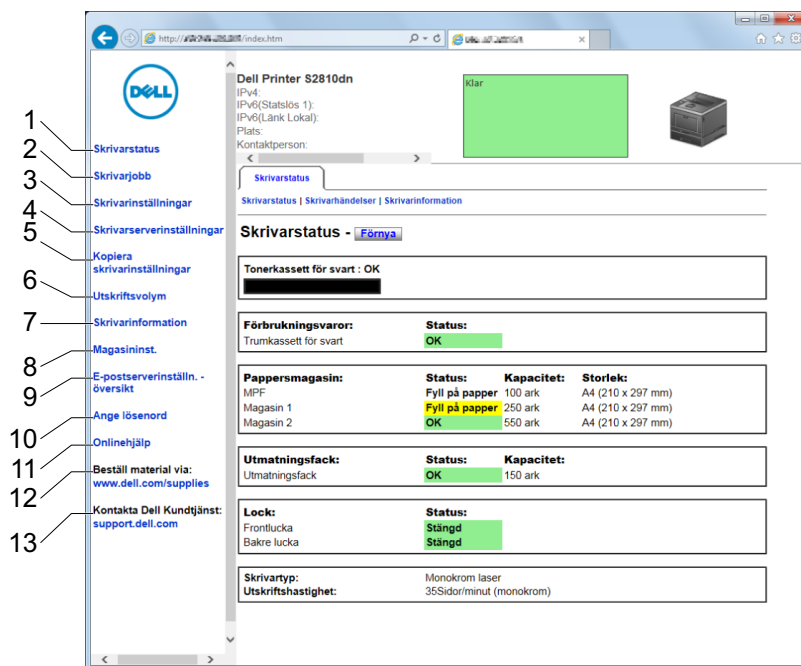 http:// /index.htm
DELL
Dell Printer S2810dn
IPv4:
IPv6(Statslös 1):
IPv6(Länk Lokal):
Plats:
Kontaktperson:
Klar
1
2
3
4
5
6
7
8
9
10
11
12
13
Skrivarstatus
Skrivarjobb
Skrivarinställningar
Skrivarserverinställningar
Kopiera
skrivarinställningar
Utskriftsvolym
Skrivarinformation
Magasininst.
E-postserverinställn. -
översikt
Ange lösenord
Onlinehjälp
Beställ material via:
www.dell.com/supplies
Kontakta Dell Kundtjänst:
support.dell.com
Skrivarstatus
Skrivarstatus | Skrivarhändelser | Skrivarinformation
Skrivarstatus - Förnya
Tonerkassett för svart : OK
Förbrukningsvaror: Status:
Trumkassett för svart OK
Pappersmagasin: Status: Kapacitet: Storlek:
MPF Fyll på papper 100 ark A4 (210 x 297 mm)
Magasin 1 Fyll på papper 250 ark A4 (210 x 297 mm)
Magasin 2 OK 550 ark A4 (210 x 297 mm)
Utmatningsfack: Status: Kapacitet:
Utmatningsfack OK 150 ark
Lock: Status:
Frontlucka Stängd
Bakre lucka Stängd
Skrivartyp: Monokrom laser
Utskriftshastighet: 35Sidor/minut (monokrom)